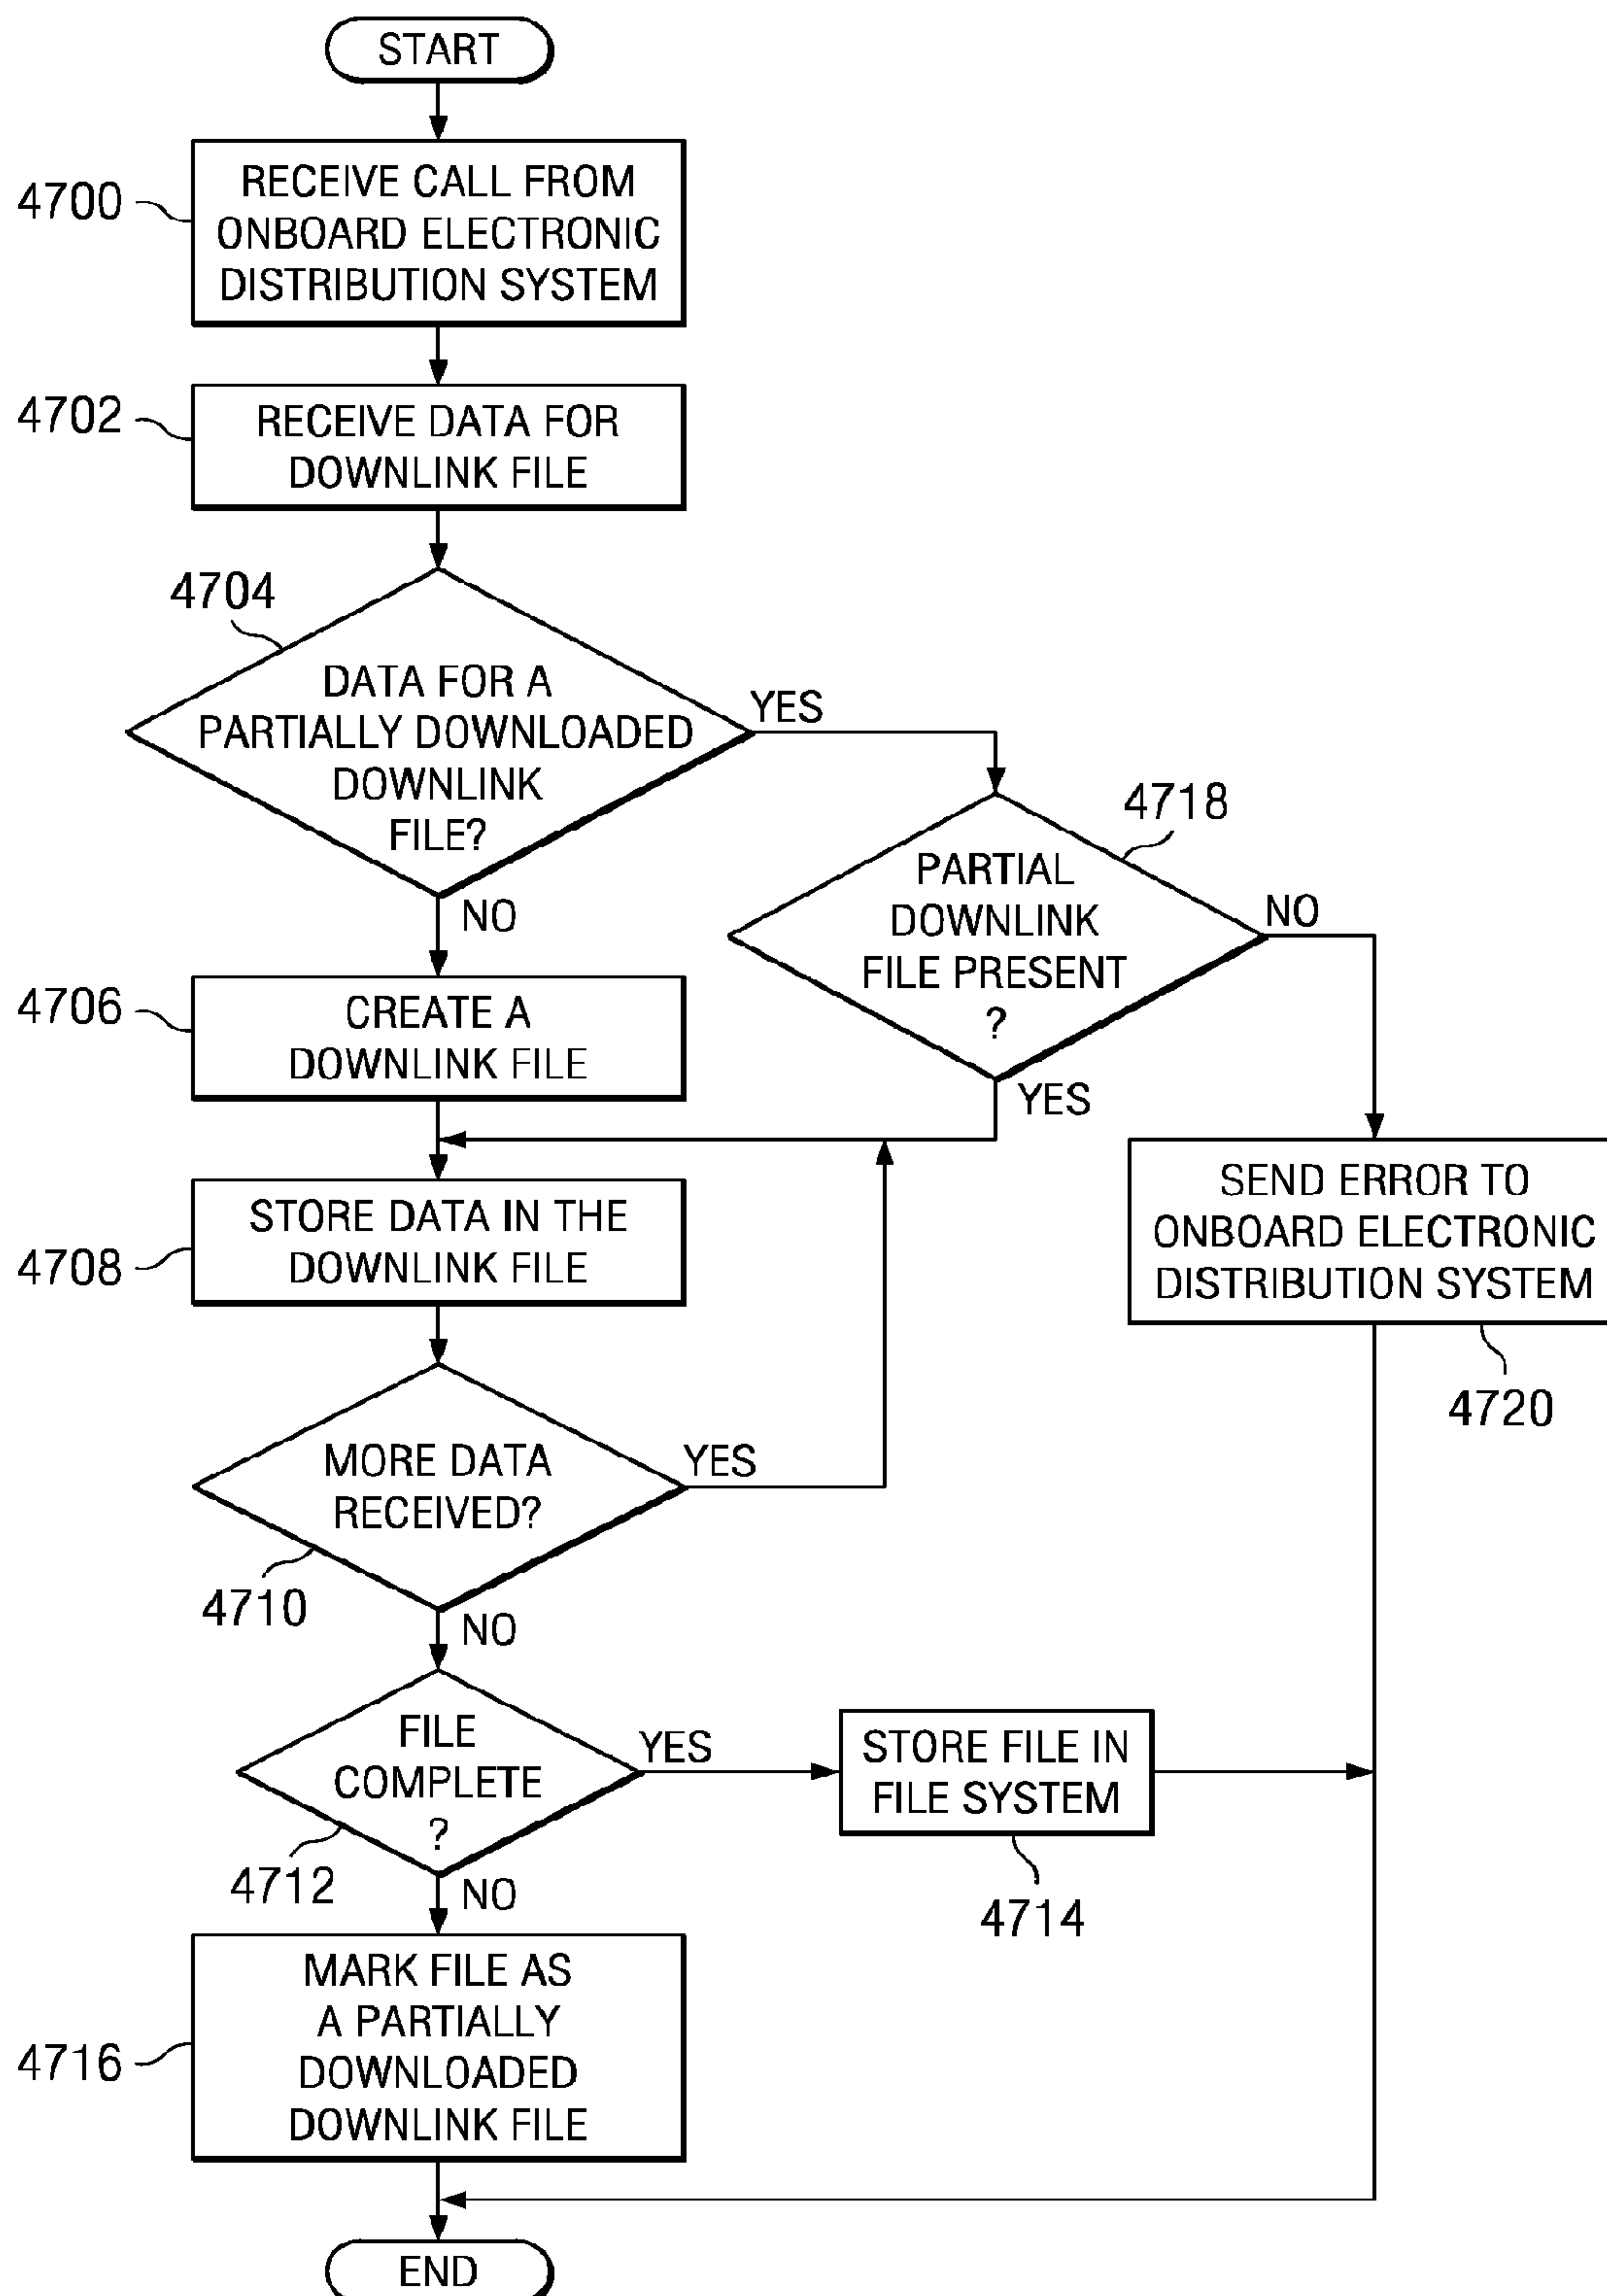 START
4700
RECEIVE CALL FROM
ONBOARD ELECTRONIC
DISTRIBUTION SYSTEM
4702
RECEIVE DATA FOR
DOWNLINK FILE
4704
DATA FOR A
PARTIALLY DOWNLOADED
DOWNLINK
FILE?
YES
NO
4718
PARTIAL
DOWNLINK
FILE PRESENT
?
NO
YES
4706
CREATE A
DOWNLINK FILE
4708
STORE DATA IN THE
DOWNLINK FILE
SEND ERROR TO
ONBOARD ELECTRONIC
DISTRIBUTION SYSTEM
4720
MORE DATA
RECEIVED?
YES
4710
NO
FILE
COMPLETE
?
YES
4712
NO
STORE FILE IN
FILE SYSTEM
4714
4716
MARK FILE AS
A PARTIALLY
DOWNLOADED
DOWNLINK FILE
END